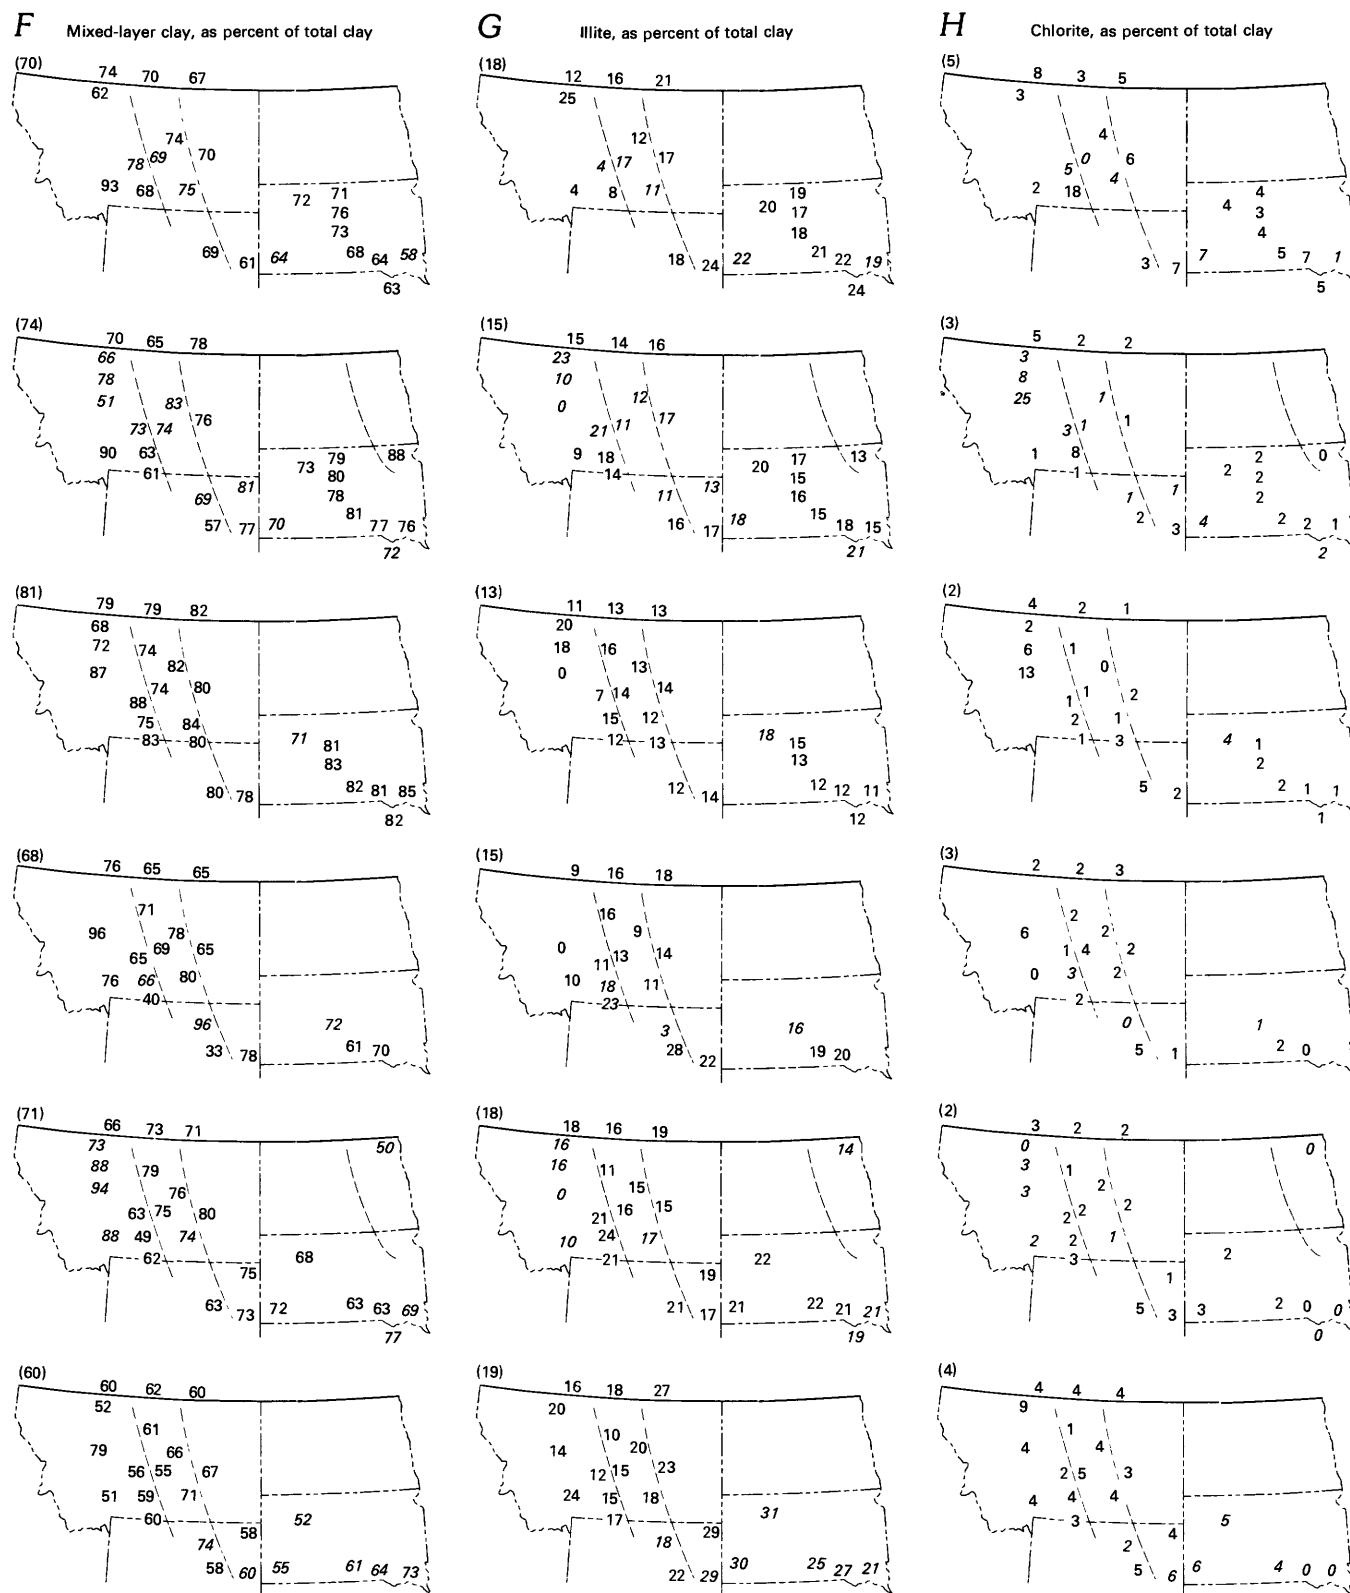 F Mixed-layer clay, as percent of total clay
G Illite, as percent of total clay
H Chlorite, as percent of total clay
(70)
74 70 67
62
74
78 69 70
93 68 75
72 71
76
73
69 61 64 68 64 58
63
(18)
12 16 21
25
12
4 17 17
4 8 11
20 19
17
18
18 24 22 21 22 19
24
(5)
8 3 5
3
4
5 0 6
2 18 4
4 4
3
4
3 7 7 5 7 1
5
(74)
70 65 78
66
78
51 83
73 74 76
90 63
61
73 79 88
80
81
69 78
57 77 70 81 77 76
72
(15)
15 14 16
23
10
0 12
21 11 17
9 18
14
20 17 13
15
13
11 16
16 17 18 15 18 15
21
(3)
5 2 2
3
8
25 1
3 1 1
1 8
1
2 2 0
2
1
1 2
2 3 4 2 2 1
2
(81)
79 79 82
68
72 74
87 82
88 74 80
75 84
83 80
71 81
83
80 78 82 81 85
82
(13)
11 13 13
20
18 16
0 13
7 14 14
15 12
12 13
18 15
13
12 14 12 12 11
12
(2)
4 2 1
2
6 1
13 0
1 1 2
2 1
1 3
4 1
2
5 2 2 1 1
1
(68)
76 65 65
71
96 78
65 69 65
76 66 80
40
96 72
33 78 61 70
(15)
9 16 18
16
0 9
11 13 14
10 18 11
23
3 16
28 22 19 20
(3)
2 2 3
2
6 2
1 4 2
0 3 2
2
0 1
5 1 2 0
(71)
66 73 71
73 50
88 79
94 76
63 75 80
88 49 74
62 68
75
63 73 72 63 63 69
77
(18)
18 16 19
16 14
16 11
0 15
21 16 15
10 24 17
21 22
19
21 17 21 22 21 21
19
(2)
3 2 2
0 0
3 1
3 2
2 2 2
2 2 1
3 2
1
5 3 3 2 0 0
0
(60)
60 62 60
52
61
79 66
56 55 67
51 59 71
60 52
58
74
58 60 55 61 64 73
(19)
16 18 27
20
10
14 20
12 15 23
24 15 18
17 31
29
18
22 29 30 25 27 21
(4)
4 4 4
9
1
4 4
2 5 3
4 4 4
3 5
4
2
5 6 6 4 0 0